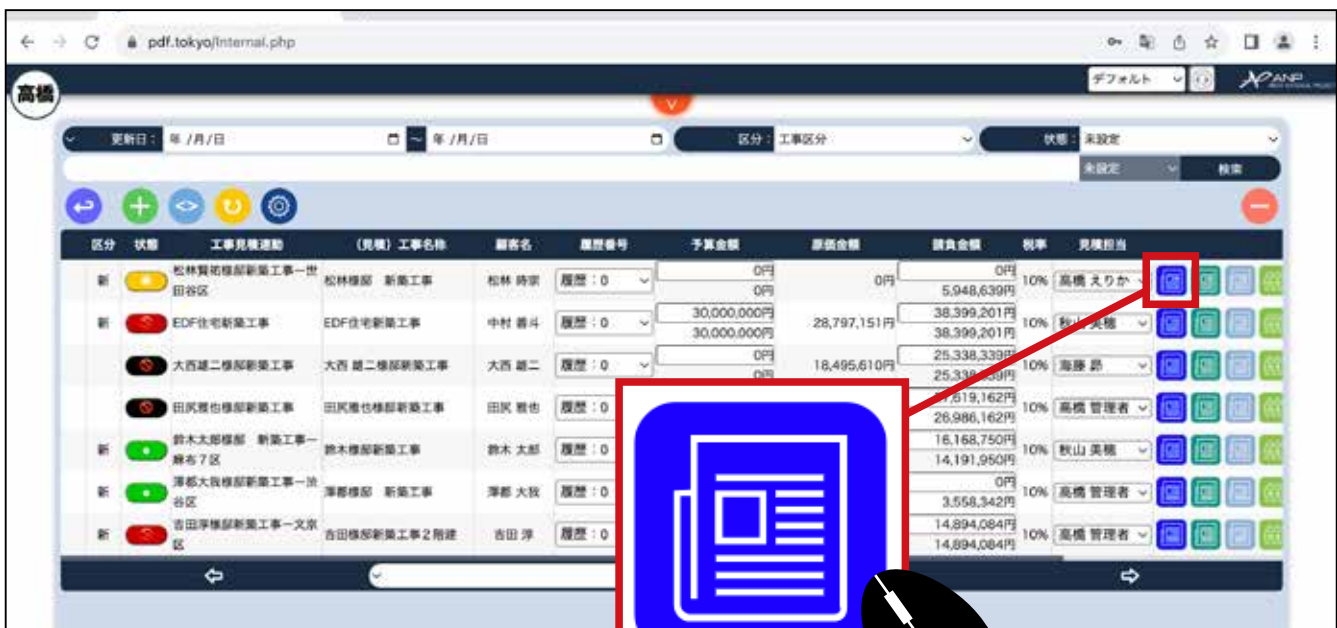 pdf.tokyo/Internal.php
デフォルト
ANP
高橋
更新日: 年 /月/日 ~ 年 /月/日 区分: 工事区分 状態: 未設定
未設定 検索
区分 状態 工事見積連動 (見積) 工事名称 顧客名 履歴番号 予算金額 原価金額 請負金額 税率 見積担当
新 松林賢祐様邸新築工事ー世田谷区 松林様邸 新築工事 松林 時宗 履歴:0 0円 0円 0円 0円 5,948,639円 10% 高橋 えりか
新 EDF住宅新築工事 EDF住宅新築工事 中村 善斗 履歴:0 30,000,000円 30,000,000円 28,797,151円 38,399,201円 38,399,201円 10% 秋山 美穂
大西雄二様邸新築工事 大西 雄二様邸新築工事 大西 雄二 履歴:0 0円 0円 18,495,610円 25,338,339円 25,338,339円 10% 海藤 昴
田尻雅也様邸新築工事 田尻雅也様邸新築工事 田尻 雅也 履歴:0 26,986,162円 10% 高橋 管理者
新 鈴木太郎様邸 新築工事ー麻布7区 鈴木様邸新築工事 鈴木 太郎 履歴:0 16,168,750円 14,191,950円 10% 秋山 美穂
新 澤都大我様邸新築工事ー渋谷区 澤都様邸 新築工事 澤都 大我 履歴:0 0円 3,558,342円 10% 高橋 管理者
新 吉田淳様邸新築工事ー文京区 吉田様邸新築工事2階建 吉田 淳 履歴:0 14,894,084円 14,894,084円 10% 高橋 管理者